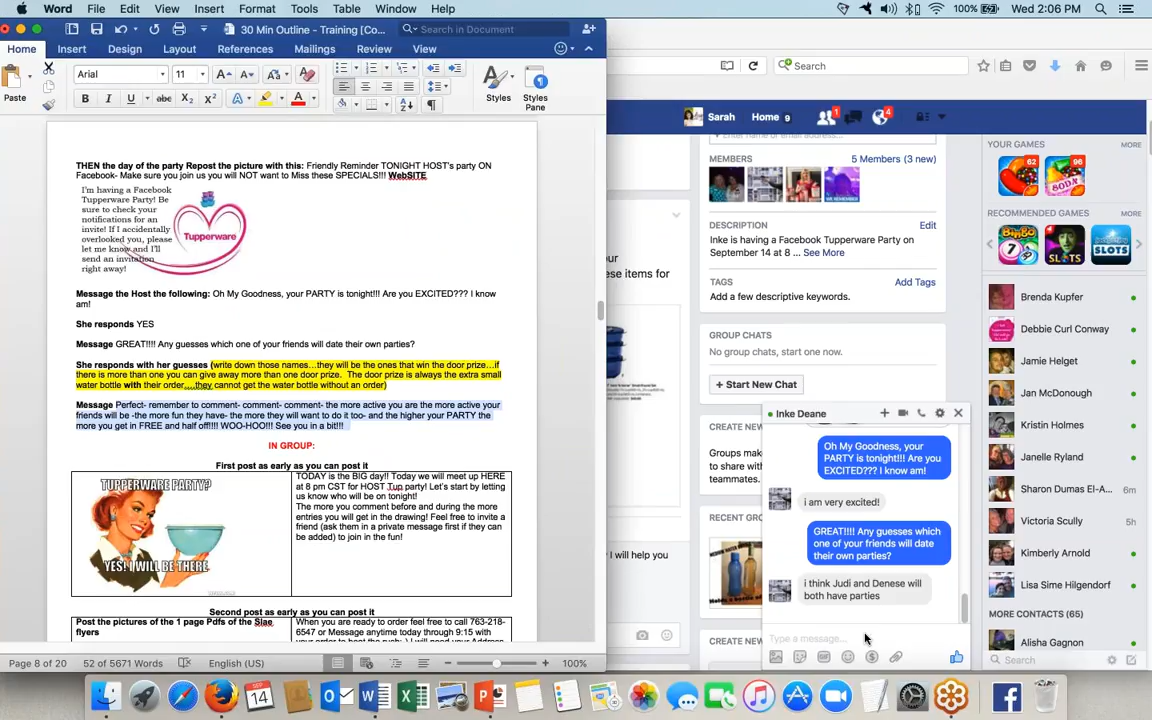 Word File Edit View Insert Format Tools Table Window Help
100% Wed 2:06 PM
30 Min Outline - Training [Co...
Search in Document
Home Insert Design Layout References Mailings Review View
Paste
Arial 11
B I U abc X2 X2 A A
Styles Styles Pane
THEN the day of the party Repost the picture with this: Friendly Reminder TONIGHT HOST's party ON
Facebook- Make sure you join us you will NOT want to Miss these SPECIALS!!! WebSITE
I'm having a Facebook
Tupperware Party! Be
sure to check your
notifications for an
invite! If I accidentally
overlooked you, please
let me know and I'll
send an invitation
right away!
Tupperware
Message the Host the following: Oh My Goodness, your PARTY is tonight!!! Are you EXCITED??? I know
am!
She responds YES
Message GREAT!!!! Any guesses which one of your friends will date their own parties?
She responds with her guesses (write down those names...they will be the ones that win the door prize...if
there is more than one you can give away more than one door prize. The door prize is always the extra small
water bottle with their order....they cannot get the water bottle without an order)
Message Perfect- remember to comment- comment- comment- the more active you are the more active your
friends will be -the more fun they have- the more they will want to do it too- and the higher your PARTY the
more you get in FREE and half off!!!! WOO-HOO!!! See you in a bit!!!
IN GROUP:
First post as early as you can post it
TUPPERWARE PARTY?
YES! I WILL BE THERE.
TODAY is the BIG day!! Today we will meet up HERE
at 8 pm CST for HOST Tup party! Let's start by letting
us know who will be on tonight!
The more you comment before and during the more
entries you will get in the drawing! Feel free to invite a
friend (ask them in a private message first if they can
be added) to join in the fun!
Second post as early as you can post it
Post the pictures of the 1 page Pdfs of the Slae
flyers
When you are ready to order feel free to call 763-218-
6547 or Message anytime today through 9:15 with
Page 8 of 20 52 of 5671 Words English (US) 100%
Search
Sarah Home 9 1 4
MEMBERS 5 Members (3 new)
DESCRIPTION Edit
Inke is having a Facebook Tupperware Party on
September 14 at 8 ... See More
TAGS Add Tags
Add a few descriptive keywords.
GROUP CHATS
No group chats, start one now.
+ Start New Chat
CREATE NEW
Groups mak
to share with
teammates.
RECENT GRO
CREATE NEW
our
ese items for
I will help you
Inke Deane
Oh My Goodness, your
PARTY is tonight!!! Are you
EXCITED??? I know am!
i am very excited!
GREAT!!!! Any guesses which
one of your friends will date
their own parties?
i think Judi and Denese will
both have parties
Type a message...
YOUR GAMES MORE
62 96
SODA
RECOMMENDED GAMES MORE
BINGO SLOTS SLOTS
Brenda Kupfer
Debbie Curl Conway
Jamie Helget
Jan McDonough
Kristin Holmes
Janelle Ryland
Sharon Dumas El-A... 6m
Victoria Scully 5h
Kimberly Arnold
Lisa Sime Hilgendorf
MORE CONTACTS (65)
Alisha Gagnon
Search
SEP
14